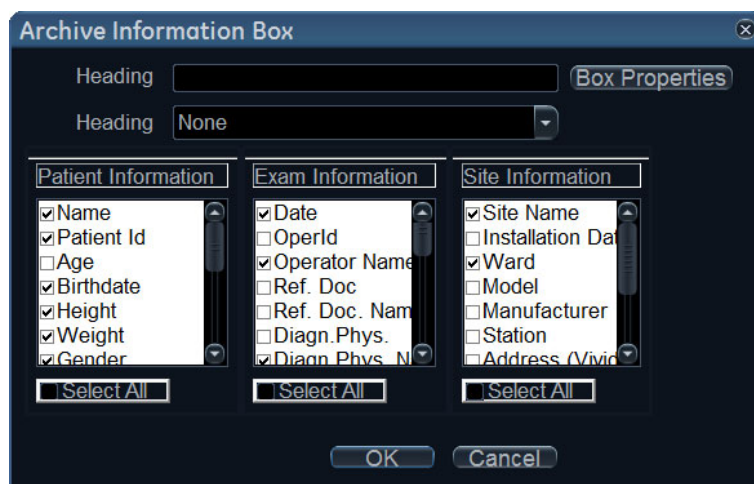 Archive Information Box
Heading
Box Properties
Heading None
Patient Information
Name
Patient Id
Age
Birthdate
Height
Weight
Gender
Select All
Exam Information
Date
OperId
Operator Name
Ref. Doc
Ref. Doc. Nam
Diagn.Phys.
Diagn Phys. N
Select All
Site Information
Site Name
Installation Dat
Ward
Model
Manufacturer
Station
Address (Vivid
Select All
OK
Cancel